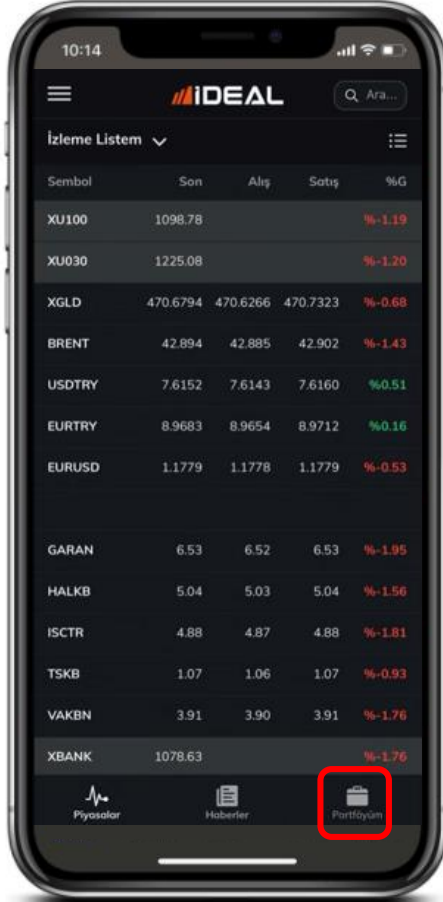 10:14
iDEAL
Ara...
İzleme Listem
Sembol Son Alış Satış %G
XU100 1098.78 %-1.19
XU030 1225.08 %-1.20
XGLD 470.6794 470.6266 470.7323 %-0.68
BRENT 42.894 42.885 42.902 %-1.43
USDTRY 7.6152 7.6143 7.6160 %0.51
EURTRY 8.9683 8.9654 8.9712 %0.16
EURUSD 1.1779 1.1778 1.1779 %-0.53
GARAN 6.53 6.52 6.53 %-1.95
HALKB 5.04 5.03 5.04 %-1.56
ISCTR 4.88 4.87 4.88 %-1.81
TSKB 1.07 1.06 1.07 %-0.93
VAKBN 3.91 3.90 3.91 %-1.76
XBANK 1078.63 %-1.76
Piyasalar Haberler Portföyüm